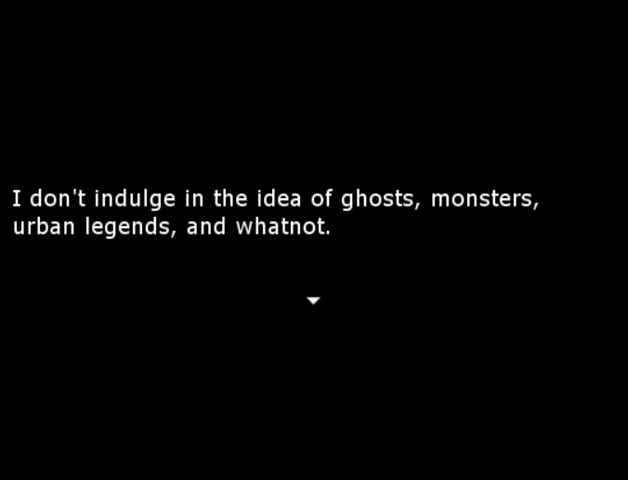 I don't indulge in the idea of ghosts, monsters,
urban legends, and whatnot.